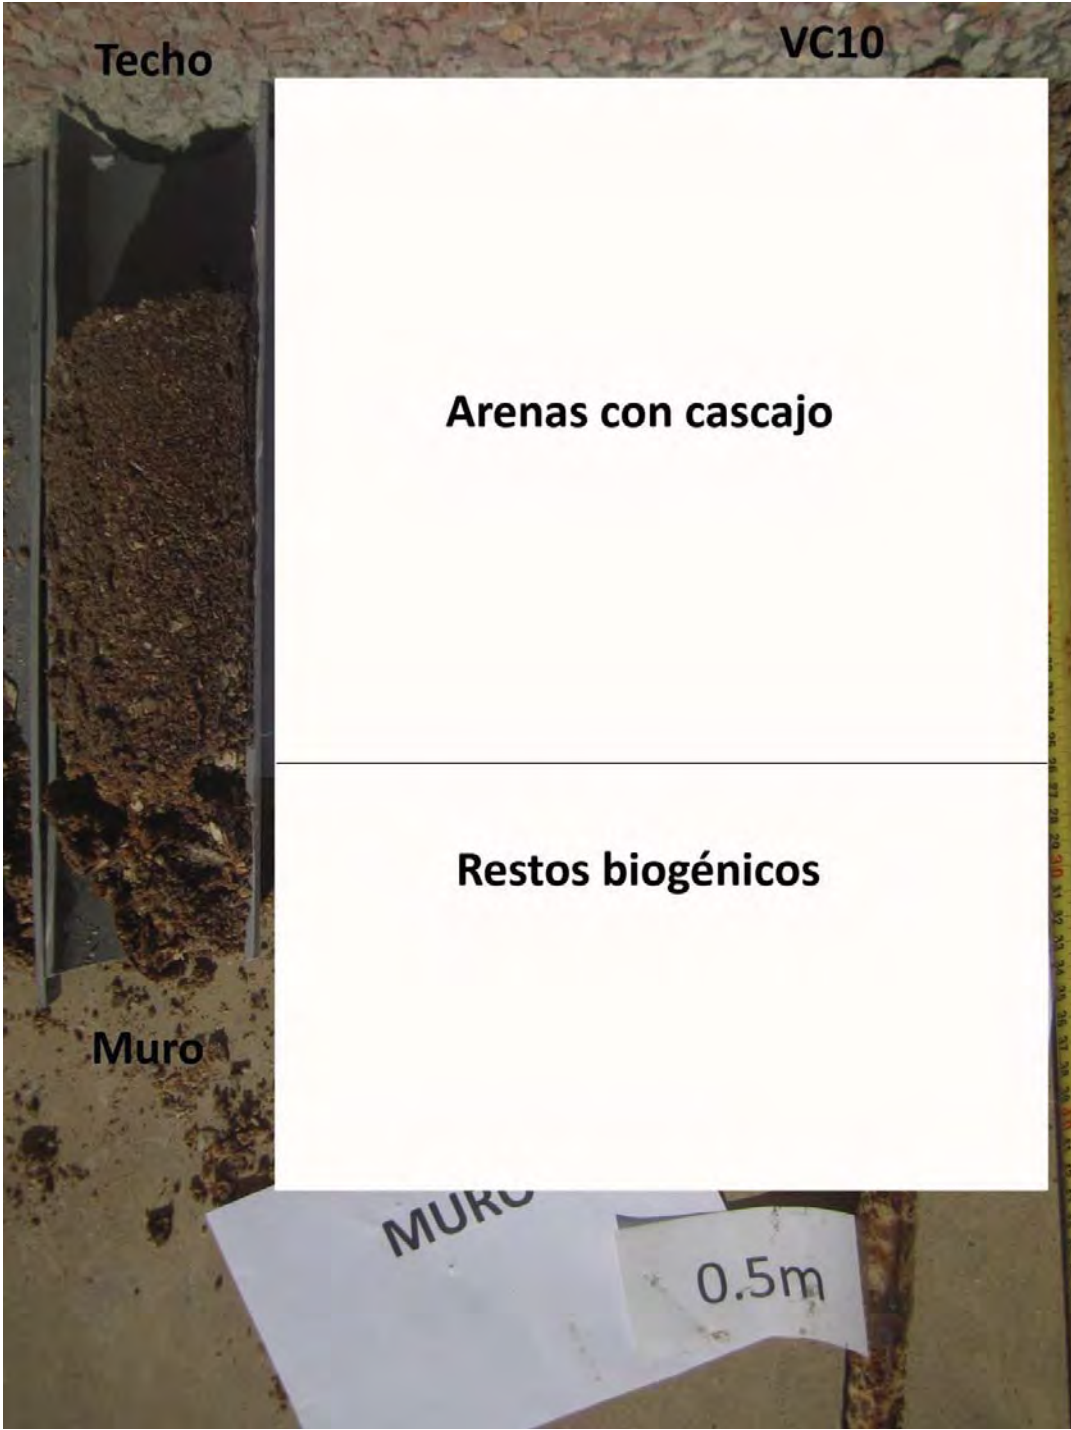 Techo
VC10
Arenas con cascajo
Restos biogénicos
Muro
MURO
0.5m